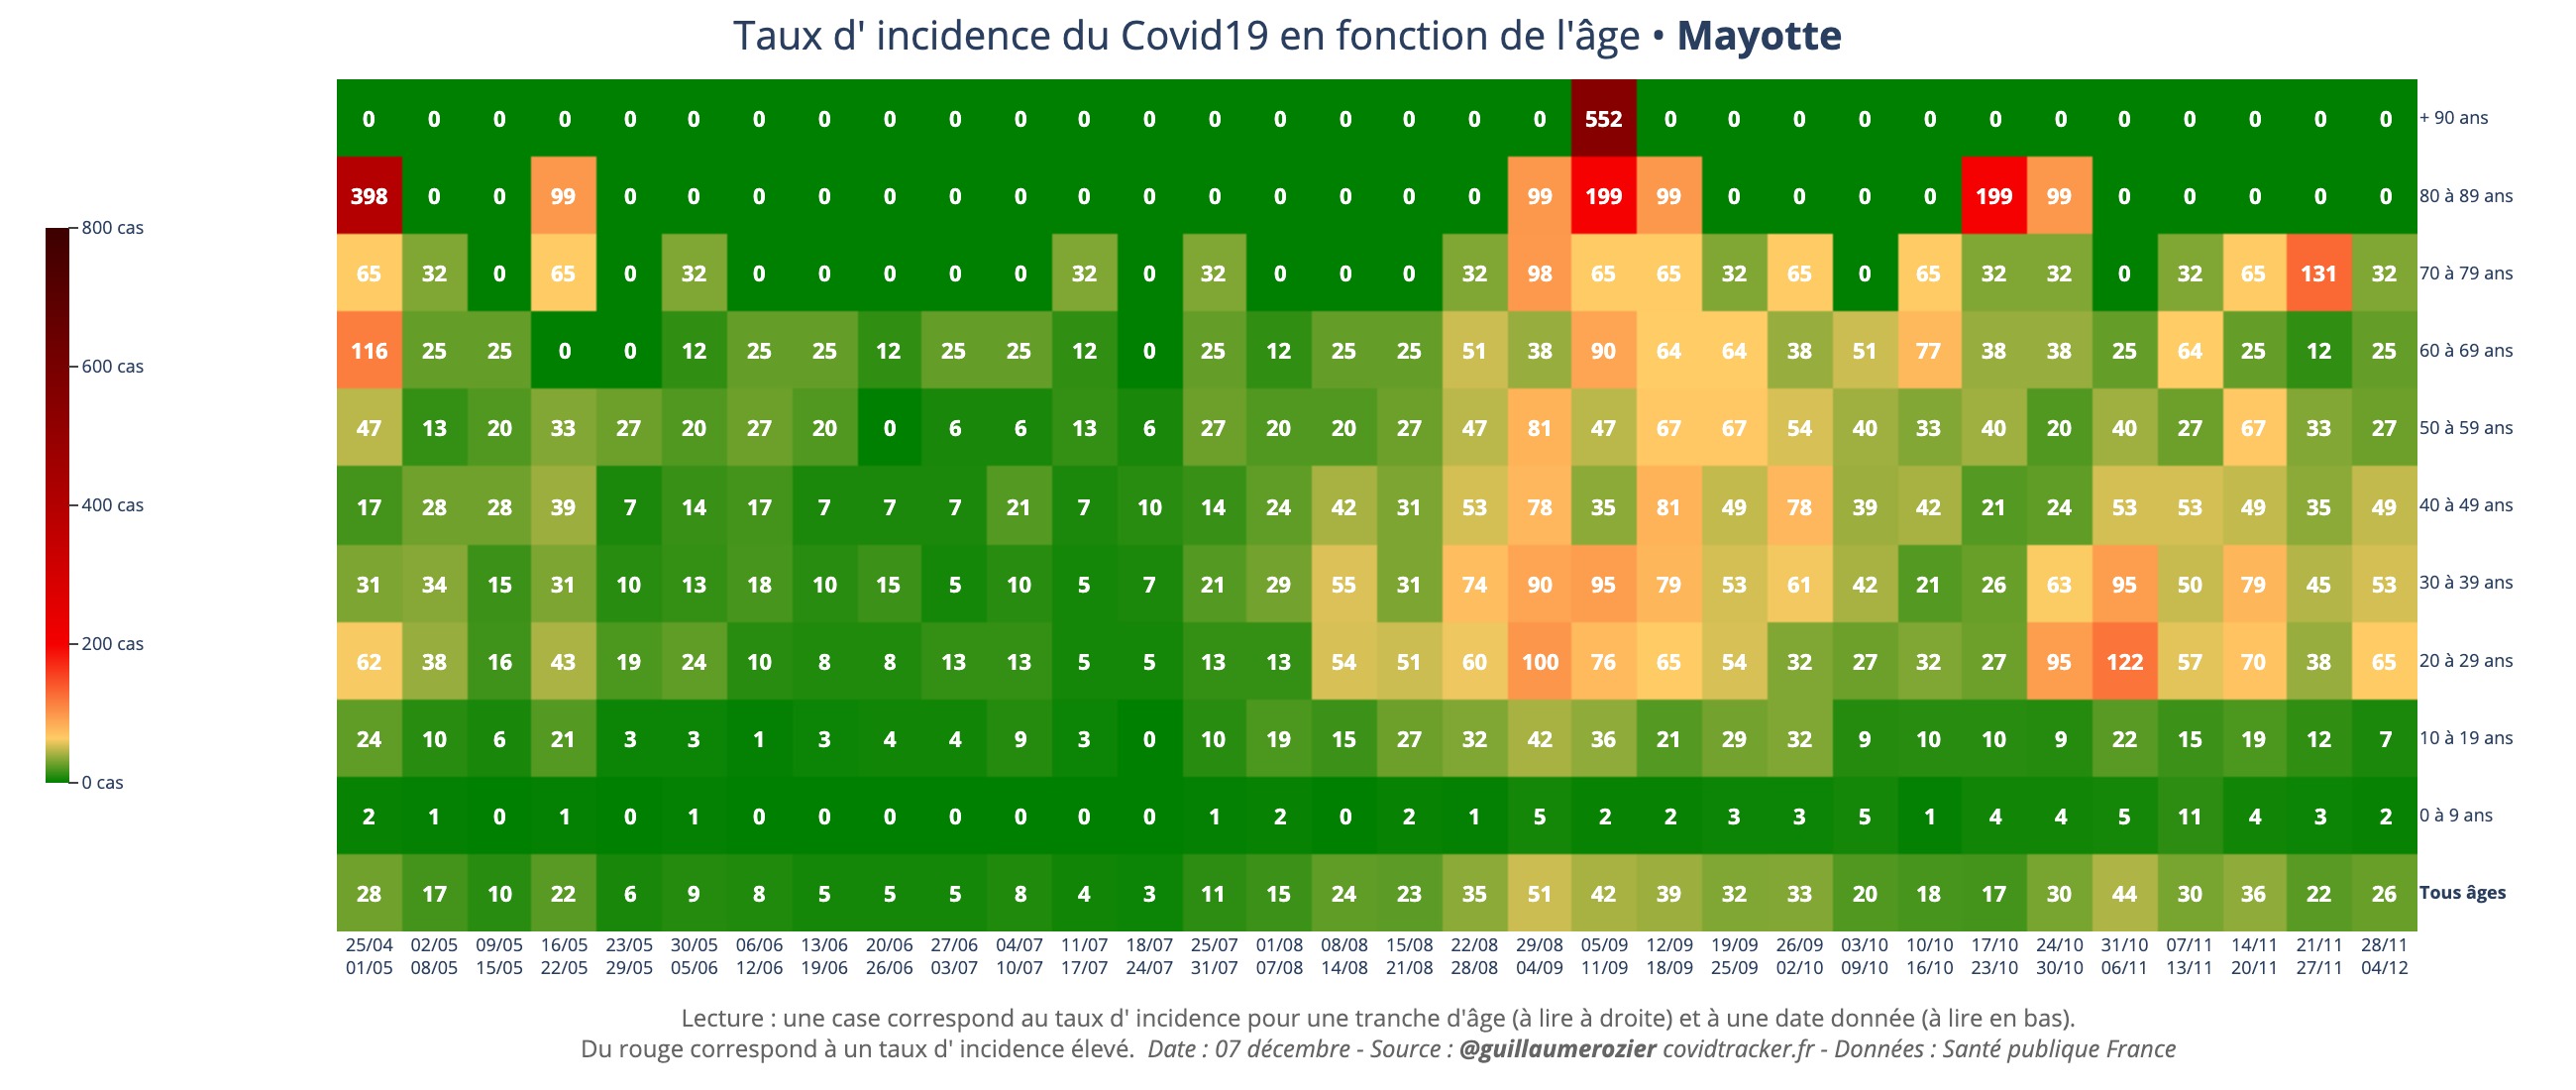 Taux d' incidence du Covid19 en fonction de l'âge • Mayotte
800 cas
600 cas
400 cas
200 cas
0 cas
0 0 0 0 0 0 0 0 0 0 0 0 0 0 0 0 0 0 0 552 0 0 0 0 0 0 0 0 0 0 0 0 + 90 ans
398 0 0 99 0 0 0 0 0 0 0 0 0 0 0 0 0 0 99 199 99 0 0 0 0 199 99 0 0 0 0 0 80 à 89 ans
65 32 0 65 0 32 0 0 0 0 0 32 0 32 0 0 0 32 98 65 65 32 65 0 65 32 32 0 32 65 131 32 70 à 79 ans
116 25 25 0 0 12 25 25 12 25 25 12 0 25 12 25 25 51 38 90 64 64 38 51 77 38 38 25 64 25 12 25 60 à 69 ans
47 13 20 33 27 20 27 20 0 6 6 13 6 27 20 20 27 47 81 47 67 67 54 40 33 40 20 40 27 67 33 27 50 à 59 ans
17 28 28 39 7 14 17 7 7 7 21 7 10 14 24 42 31 53 78 35 81 49 78 39 42 21 24 53 53 49 35 49 40 à 49 ans
31 34 15 31 10 13 18 10 15 5 10 5 7 21 29 55 31 74 90 95 79 53 61 42 21 26 63 95 50 79 45 53 30 à 39 ans
62 38 16 43 19 24 10 8 8 13 13 5 5 13 13 54 51 60 100 76 65 54 32 27 32 27 95 122 57 70 38 65 20 à 29 ans
24 10 6 21 3 3 1 3 4 4 9 3 0 10 19 15 27 32 42 36 21 29 32 9 10 10 9 22 15 19 12 7 10 à 19 ans
2 1 0 1 0 1 0 0 0 0 0 0 0 1 2 0 2 1 5 2 2 3 3 5 1 4 4 5 11 4 3 2 0 à 9 ans
28 17 10 22 6 9 8 5 5 5 8 4 3 11 15 24 23 35 51 42 39 32 33 20 18 17 30 44 30 36 22 26 Tous âges
25/04 02/05 09/05 16/05 23/05 30/05 06/06 13/06 20/06 27/06 04/07 11/07 18/07 25/07 01/08 08/08 15/08 22/08 29/08 05/09 12/09 19/09 26/09 03/10 10/10 17/10 24/10 31/10 07/11 14/11 21/11 28/11
01/05 08/05 15/05 22/05 29/05 05/06 12/06 19/06 26/06 03/07 10/07 17/07 24/07 31/07 07/08 14/08 21/08 28/08 04/09 11/09 18/09 25/09 02/10 09/10 16/10 23/10 30/10 06/11 13/11 20/11 27/11 04/12
Lecture : une case correspond au taux d' incidence pour une tranche d'âge (à lire à droite) et à une date donnée (à lire en bas).
Du rouge correspond à un taux d' incidence élevé. Date : 07 décembre - Source : @guillaumerozier covidtracker.fr - Données : Santé publique France